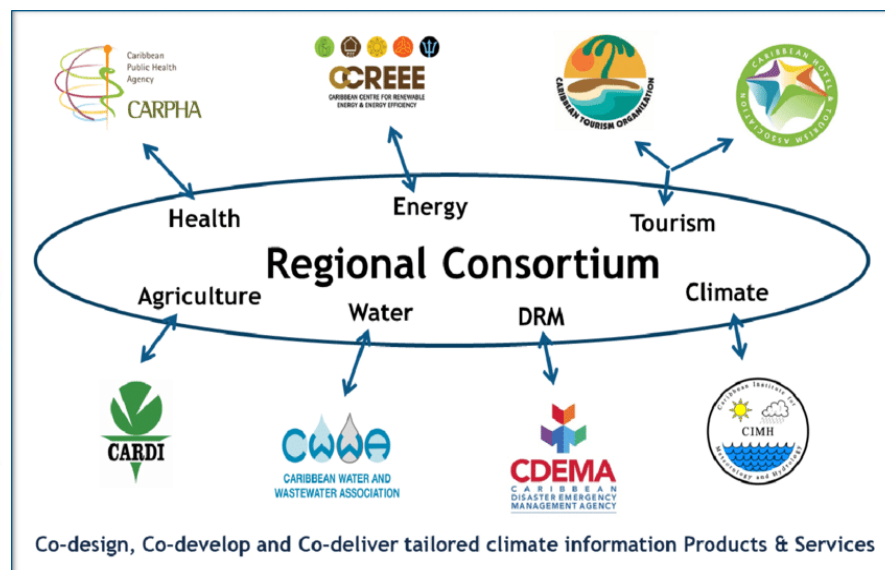 Caribbean
Public Health
Agency
CARPHA
CCREEE
CARIBBEAN CENTRE FOR RENEWABLE
ENERGY & ENERGY EFFICIENCY
CARIBBEAN TOURISM ORGANIZATION
CARIBBEAN HOTEL & TOURISM ASSOCIATION
Health
Energy
Tourism
Regional Consortium
Agriculture
Water
DRM
Climate
CARDI
CWWA
CARIBBEAN WATER AND
WASTEWATER ASSOCIATION
CDEMA
CARIBBEAN
DISASTER EMERGENCY
MANAGEMENT AGENCY
Caribbean Institute for
CIMH
Meteorology and Hydrology
Co-design, Co-develop and Co-deliver tailored climate information Products & Services